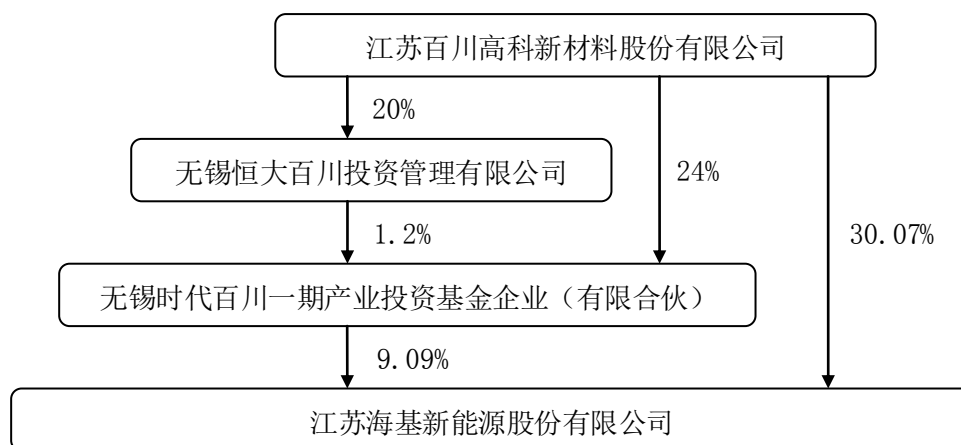 江苏百川高科新材料股份有限公司
20%
无锡恒大百川投资管理有限公司
24%
1.2%
30.07%
无锡时代百川一期产业投资基金企业（有限合伙）
9.09%
江苏海基新能源股份有限公司